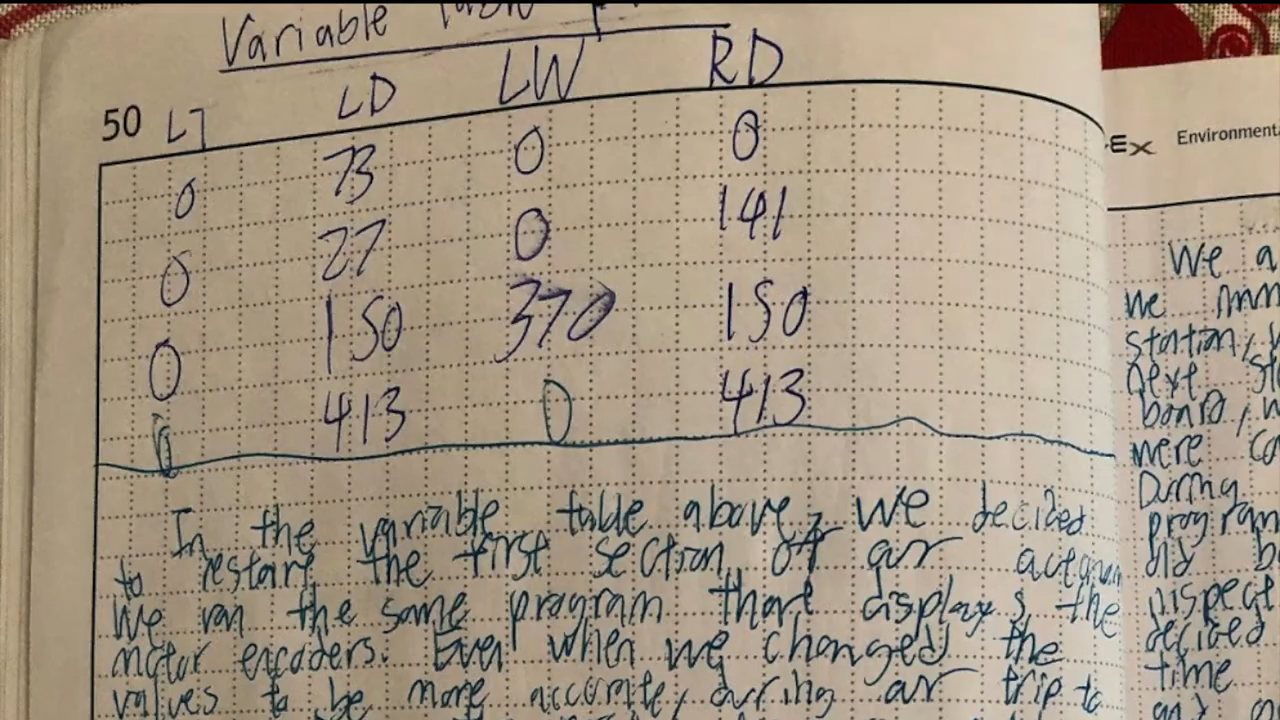 Variable
50 LT LD LW RD
0 73 0 0
0 27 0 141
0 150 370 150
0 413 0 413
In the variable table above, we decided
to restart the first section of our
We ran the same program that displays the
motor encoders. Even when we changed the
values to be more accurate, during our trip to
Ex Environment
We a
we
station,
next
board,
were co
During
program
did b
decided
time